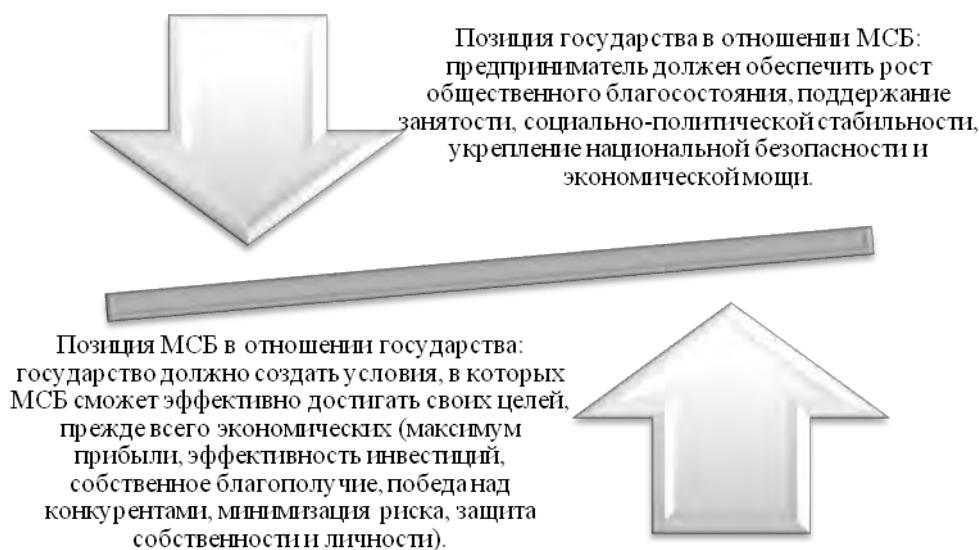 Позиция государства в отношении МСБ:
предприниматель должен обеспечить рост
общественного благосостояния, поддержание
занятости, социально-политической стабильности,
укрепление национальной безопасности и
экономической мощи.
Позиция МСБ в отношении государства:
государство должно создать условия, в которых
МСБ сможет эффективно достигать своих целей,
прежде всего экономических (максимум
прибыли, эффективность инвестиций,
собственное благополучие, победа над
конкурентами, минимизация риска, защита
собственности и личности).